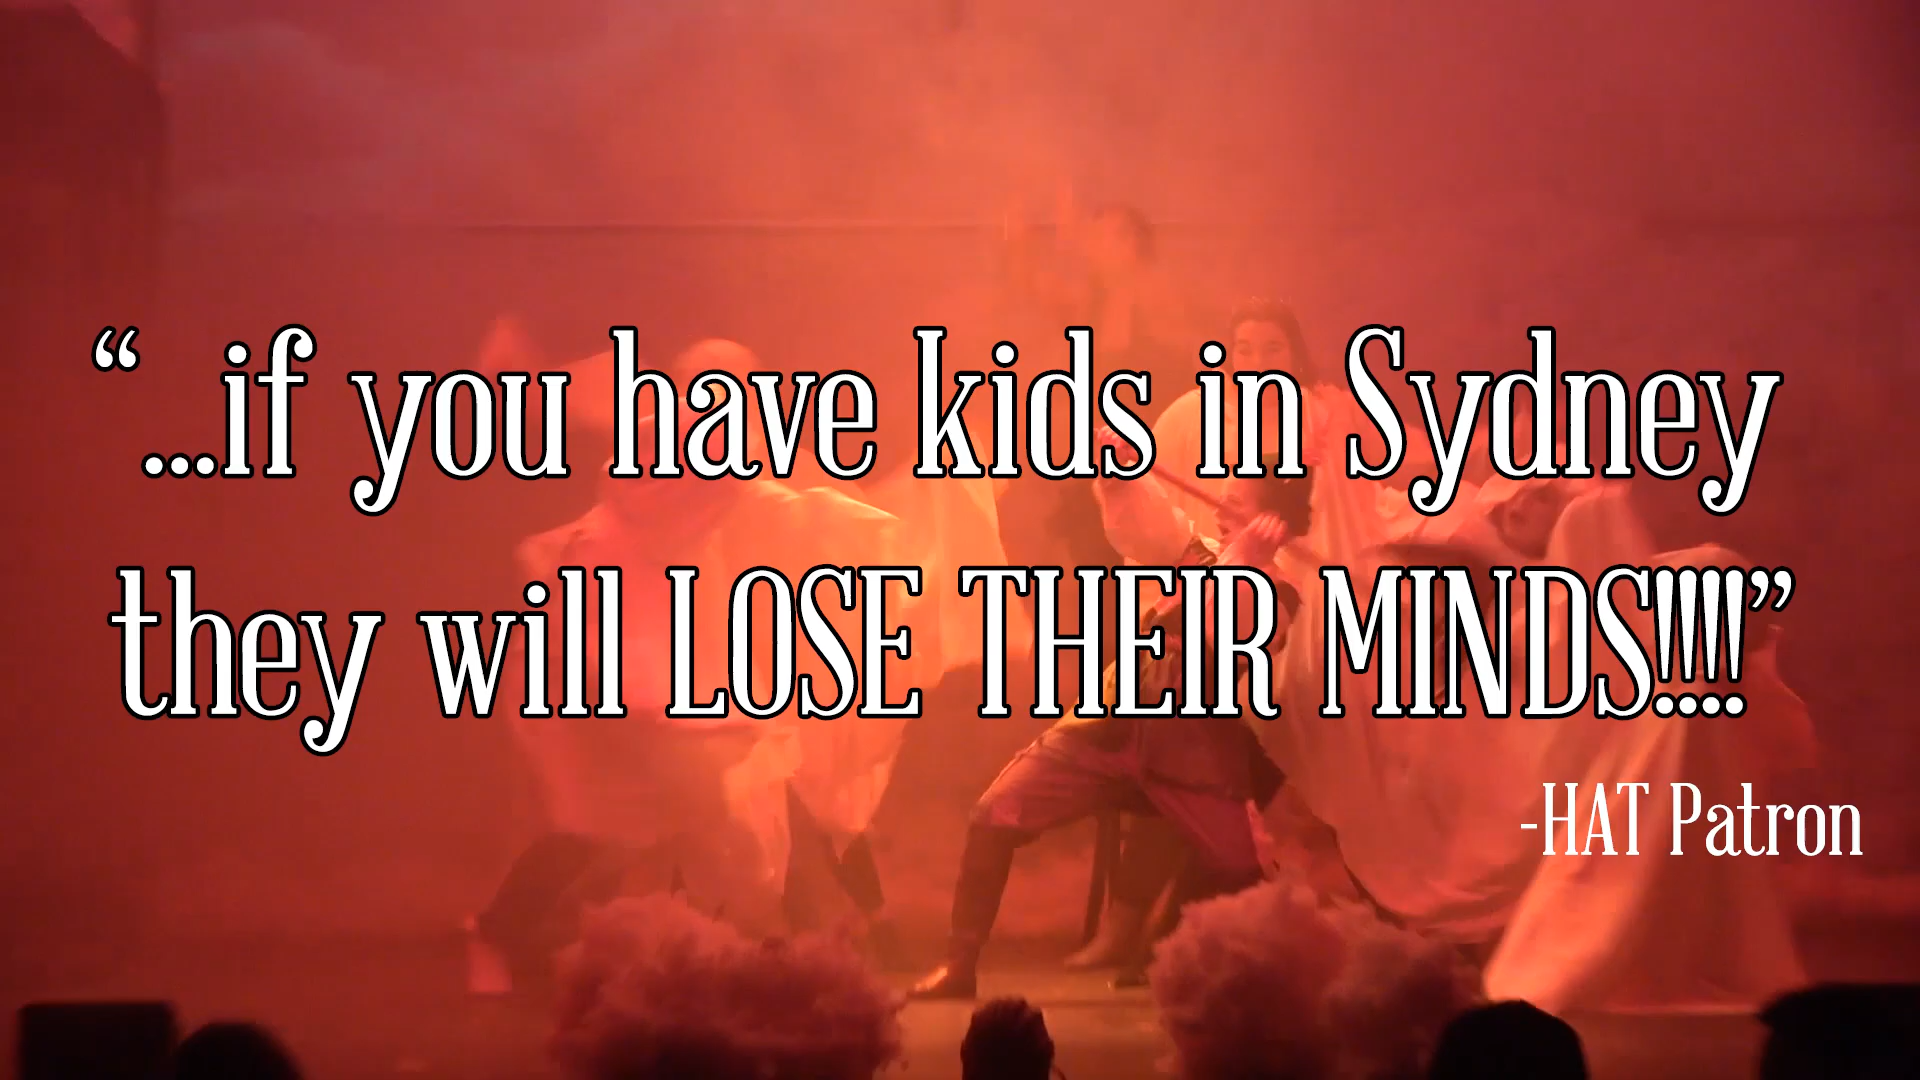 “...if you have kids in Sydney
they will LOSE THEIR MINDS!!!!”
-HAT Patron